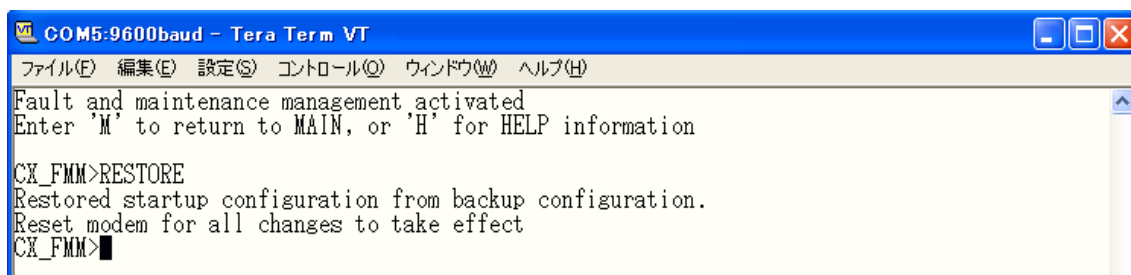 COM5:9600baud - Tera Term VT
ファイル(F) 編集(E) 設定(S) コントロール(O) ウィンドウ(W) ヘルプ(H)
Fault and maintenance management activated
Enter 'M' to return to MAIN, or 'H' for HELP information
CX_FMM>RESTORE
Restored startup configuration from backup configuration.
Reset modem for all changes to take effect
CX_FMM>